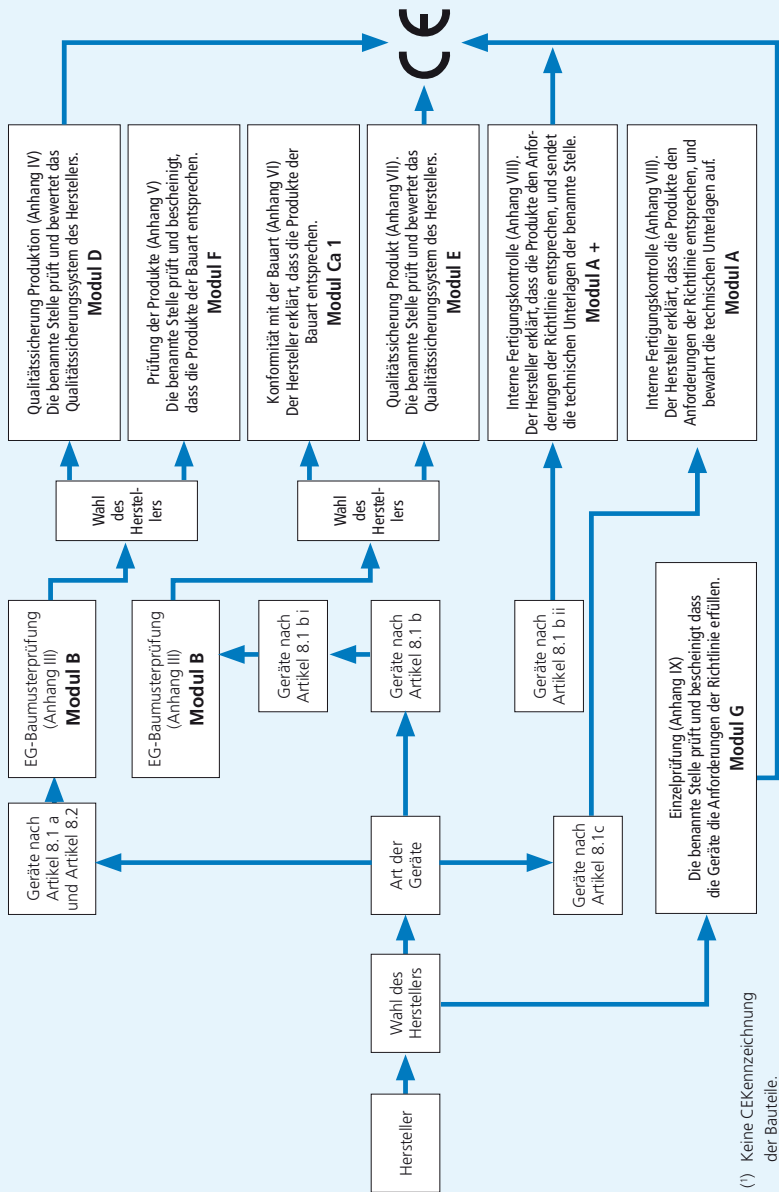 Hersteller
Wahl des
Herstellers
Art der
Geräte
Geräte nach
Artikel 8.1 a
und Artikel 8.2
EG-Baumusterprüfung
(Anhang III)
Modul B
Wahl
des
Herstel-
lers
Qualitätssicherung Produktion (Anhang IV)
Die benannte Stelle prüft und bewertet das
Qualitätssicherungssystem des Herstellers.
Modul D
Prüfung der Produkte (Anhang V)
Die benannte Stelle prüft und bescheinigt,
dass die Produkte der Bauart entsprechen.
Modul F
Geräte nach
Artikel 8.1 b
Geräte nach
Artikel 8.1 b i
EG-Baumusterprüfung
(Anhang III)
Modul B
Wahl
des
Herstel-
lers
Konformität mit der Bauart (Anhang VI)
Der Hersteller erklärt, dass die Produkte der
Bauart entsprechen.
Modul Ca 1
Qualitätssicherung Produkt (Anhang VII).
Die benannte Stelle prüft und bewertet das
Qualitätssicherungssystem des Herstellers.
Modul E
Geräte nach
Artikel 8.1 b ii
Interne Fertigungskontrolle (Anhang VIII).
Der Hersteller erklärt, dass die Produkte den Anfor-
derungen der Richtlinie entsprechen, und sendet
die technischen Unterlagen der benannte Stelle.
Modul A +
Geräte nach
Artikel 8.1c
Interne Fertigungskontrolle (Anhang VIII).
Der Hersteller erklärt, dass die Produkte den
Anforderungen der Richtlinie entsprechen, und
bewahrt die technischen Unterlagen auf.
Modul A
Einzelprüfung (Anhang IX)
Die benannte Stelle prüft und bescheinigt dass
die Geräte die Anforderungen der Richtlinie erfüllen.
Modul G
CE
(¹) Keine CEKennzeichnung
der Bauteile.